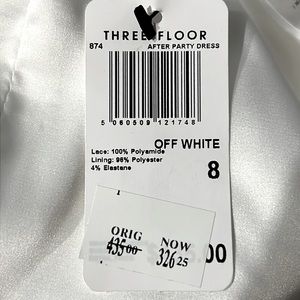 THREE FLOOR
874 AFTER PARTY DRESS
5 060509 121748
OFF WHITE
Lace: 100% Polyamide
Lining: 96% Polyester
4% Elastane
8
ORIG NOW
435.00 326.25
00